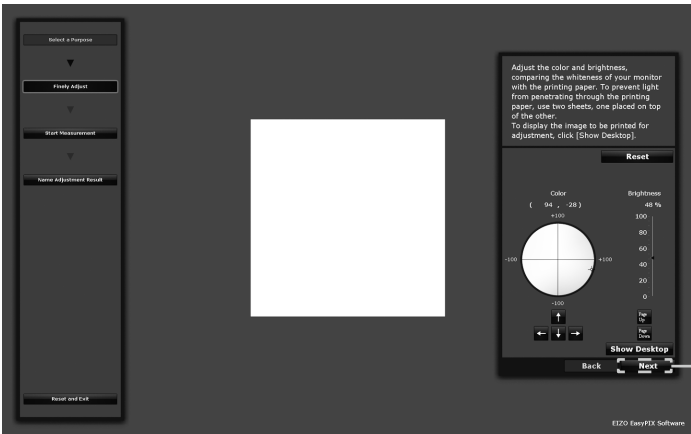 Select a Purpose
Finely Adjust
Start Measurement
Name Adjustment Result
Reset and Exit
Adjust the color and brightness,
comparing the whiteness of your monitor
with the printing paper. To prevent light
from penetrating through the printing
paper, use two sheets, one placed on top
of the other.
To display the image to be printed for
adjustment, click [Show Desktop].
Reset
Color
( 94 , -28 )
+100
-100
+100
-100
Brightness
48 %
100
80
60
40
20
0
Page
Up
Page
Down
Show Desktop
Back
Next
EIZO EasyPIX Software